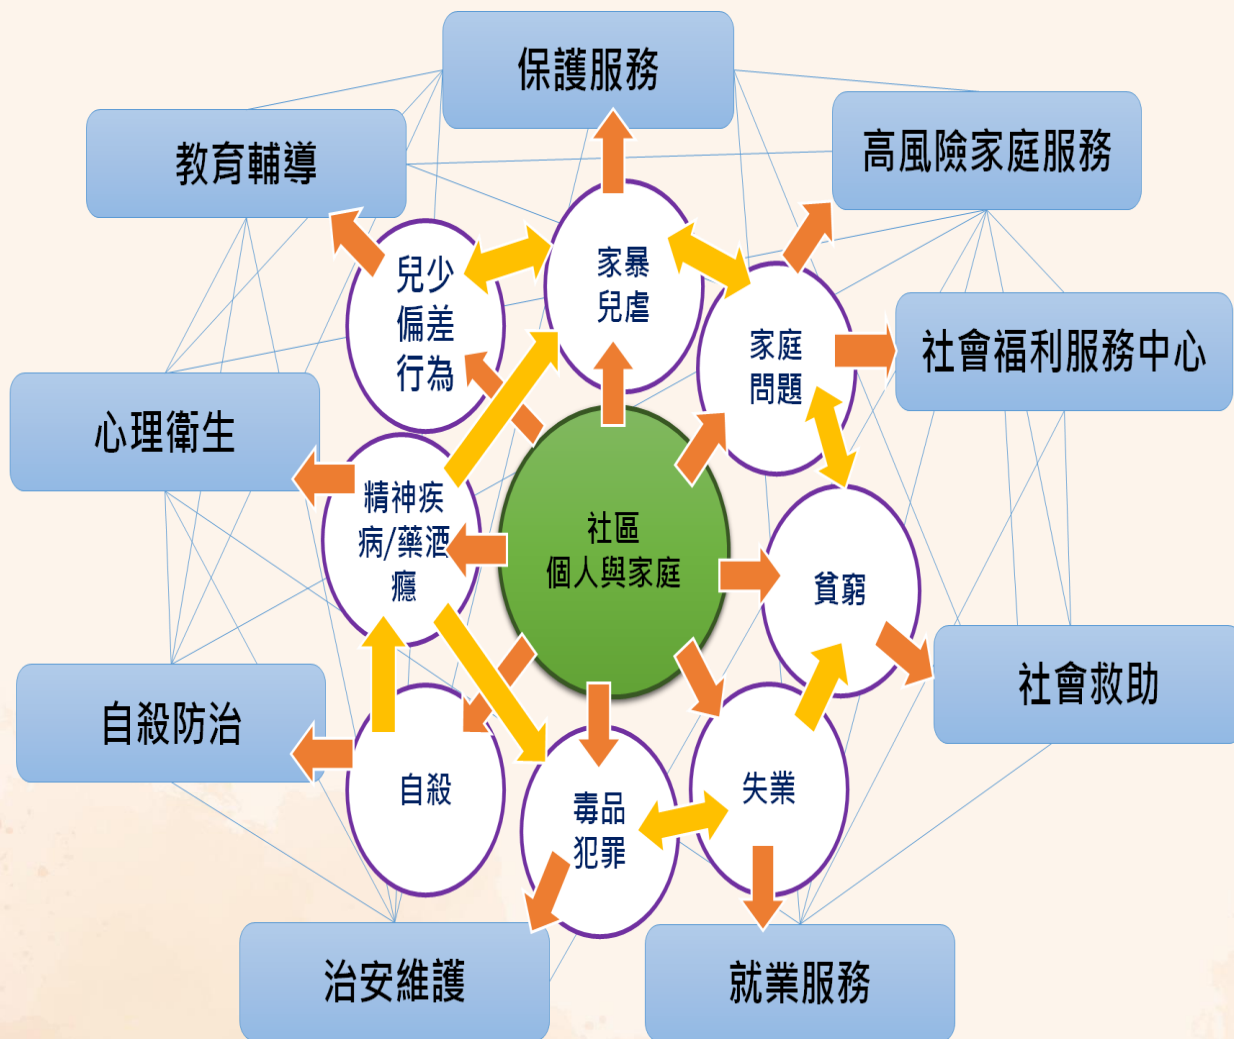 保護服務
教育輔導
高風險家庭服務
家暴
兒虐
兒少
偏差
行為
家庭
問題
社會福利服務中心
心理衛生
精神疾
病/藥酒
癮
社區
個人與家庭
貧窮
社會救助
自殺防治
自殺
毒品
犯罪
失業
治安維護
就業服務